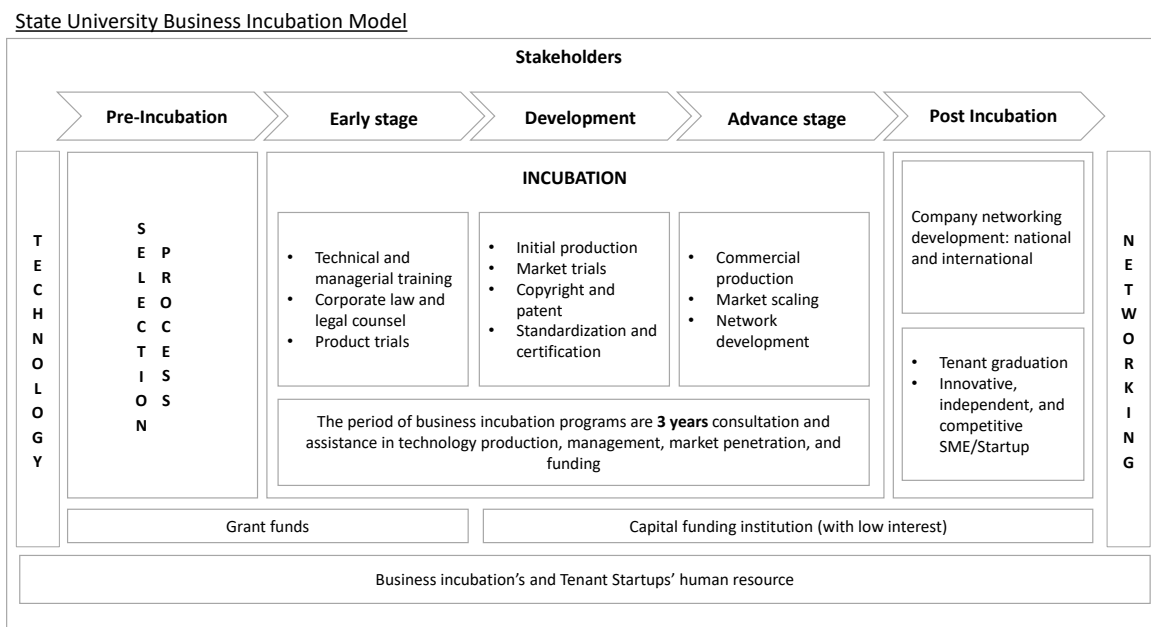 State University Business Incubation Model
Stakeholders
Pre-Incubation
Early stage
Development
Advance stage
Post Incubation
TECHNOLOGY
SELECTION
PROCESS
INCUBATION
• Technical and
managerial training
• Corporate law and
legal counsel
• Product trials
• Initial production
• Market trials
• Copyright and
patent
• Standardization and
certification
• Commercial
production
• Market scaling
• Network
development
The period of business incubation programs are 3 years consultation and
assistance in technology production, management, market penetration, and
funding
Company networking
development: national
and international
• Tenant graduation
• Innovative,
independent, and
competitive
SME/Startup
NETWORKING
Grant funds
Capital funding institution (with low interest)
Business incubation's and Tenant Startups' human resource